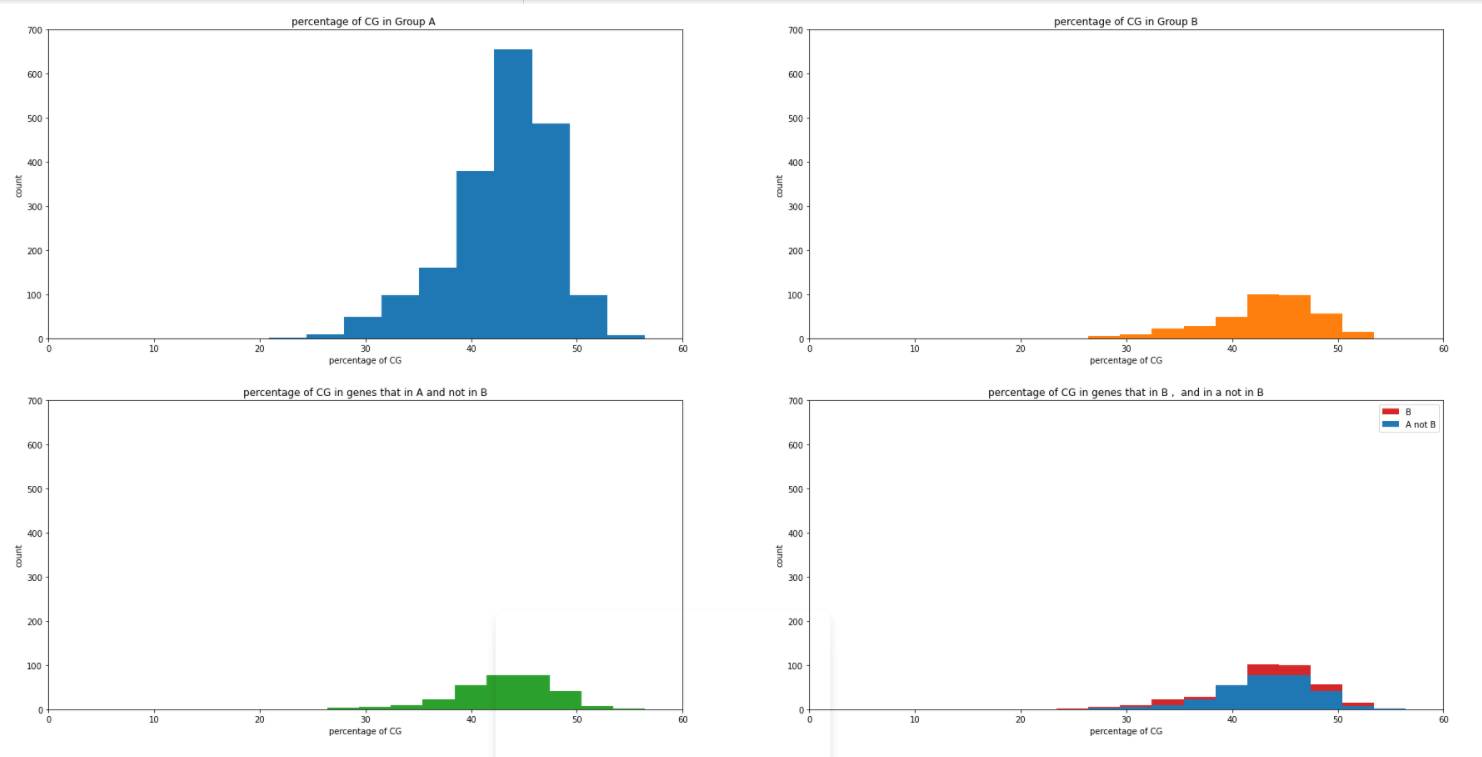 percentage of CG in Group A
700
600
500
400
300
200
100
0
count
0 10 20 30 40 50 60
percentage of CG
percentage of CG in Group B
700
600
500
400
300
200
100
0
count
0 10 20 30 40 50 60
percentage of CG
percentage of CG in genes that in A and not in B
700
600
500
400
300
200
100
0
count
0 10 20 30 40 50 60
percentage of CG
percentage of CG in genes that in B , and in a not in B
B
A not B
700
600
500
400
300
200
100
0
count
0 10 20 30 40 50 60
percentage of CG